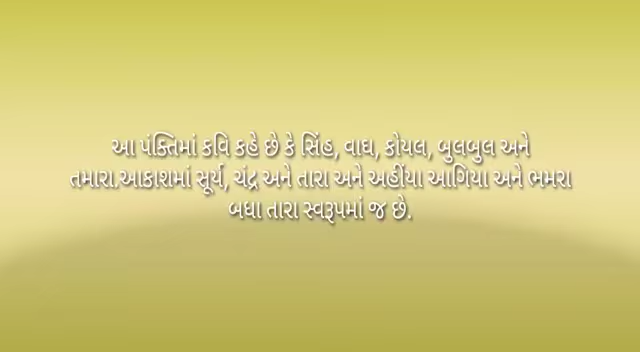 આ પંક્તિમાં કવિ કહે છે કે સિંહ, વાઘ, કોયલ, બુલબુલ અને
તમારા.આકાશમાં સૂર્ય, ચંદ્ર અને તારા અને અહીંયા આગિયા અને ભમરા
બધા તારા સ્વરૂપમાં જ છે.